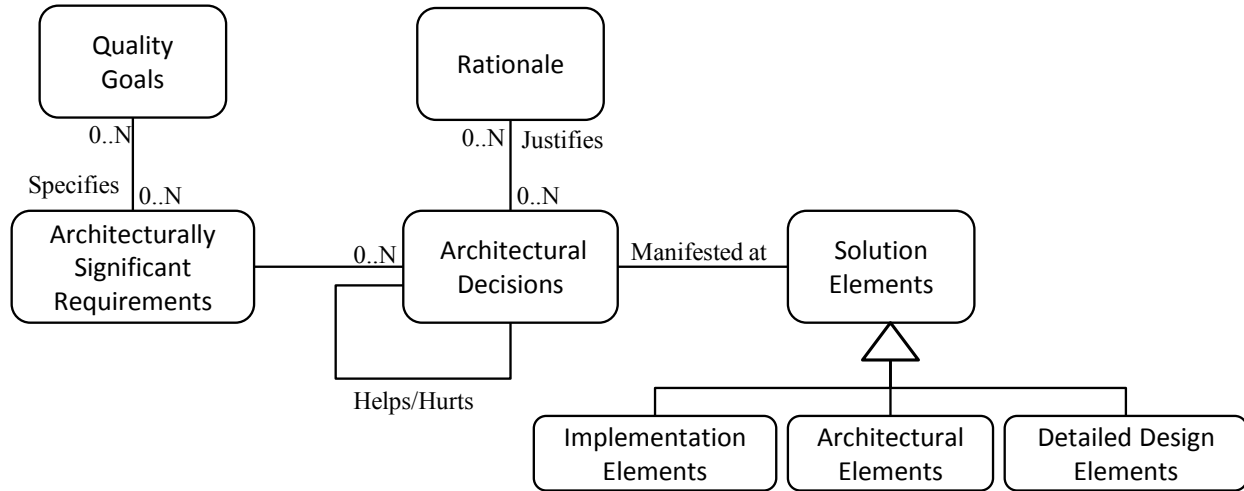 Quality
Goals
Rationale
0..N
0..N
Justifies
Specifies
0..N
0..N
Architecturally
Significant
Requirements
0..N
Architectural
Decisions
Manifested at
Solution
Elements
Helps/Hurts
Implementation
Elements
Architectural
Elements
Detailed Design
Elements